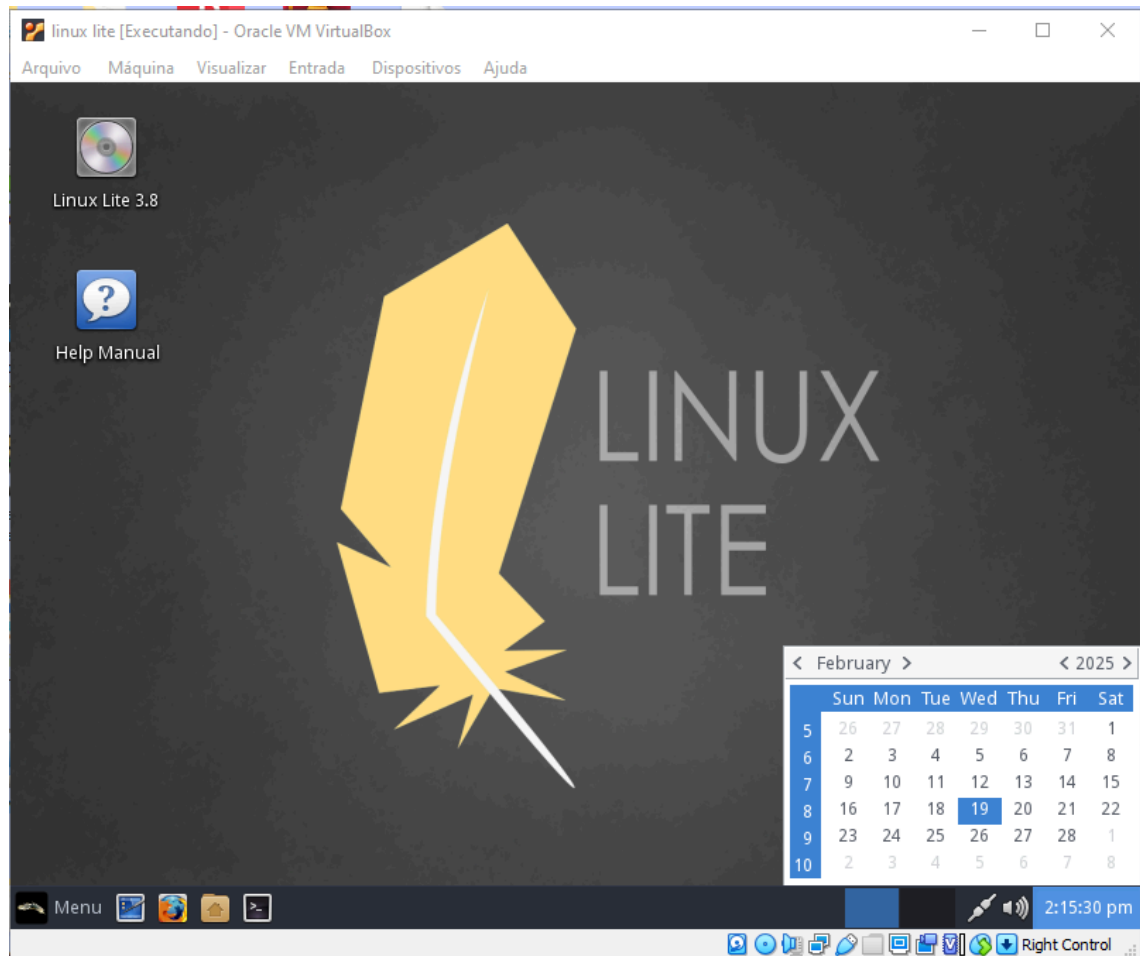 linux lite [Executando] - Oracle VM VirtualBox
Arquivo Máquina Visualizar Entrada Dispositivos Ajuda
Linux Lite 3.8
Help Manual
LINUX
LITE
< February > < 2025 >
Sun Mon Tue Wed Thu Fri Sat
5 26 27 28 29 30 31 1
6 2 3 4 5 6 7 8
7 9 10 11 12 13 14 15
8 16 17 18 19 20 21 22
9 23 24 25 26 27 28 1
10 2 3 4 5 6 7 8
Menu 2:15:30 pm
Right Control